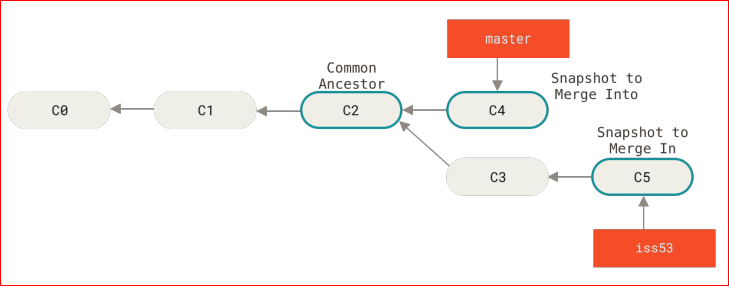 master
Common
Ancestor
Snapshot to
Merge Into
C0
C1
C2
C4
Snapshot to
Merge In
C3
C5
iss53